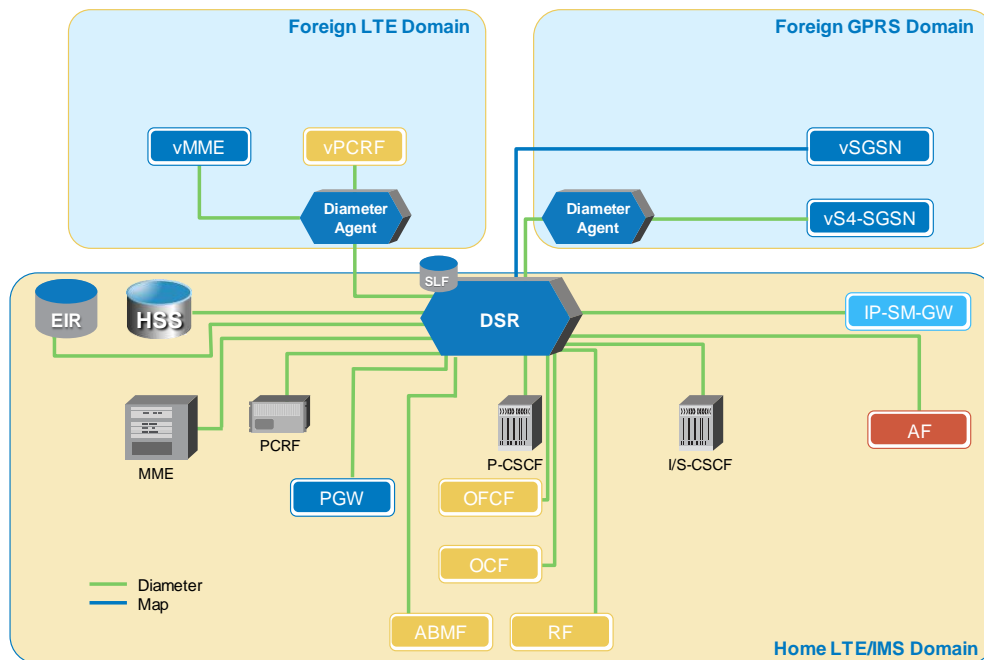 Foreign LTE Domain
Foreign GPRS Domain
vMME
vPCRF
vSGSN
Diameter
Agent
Diameter
Agent
vS4-SGSN
SLF
EIR
HSS
DSR
IP-SM-GW
AF
MME
PCRF
P-CSCF
I/S-CSCF
PGW
OFCF
OCF
Diameter
Map
ABMF
RF
Home LTE/IMS Domain